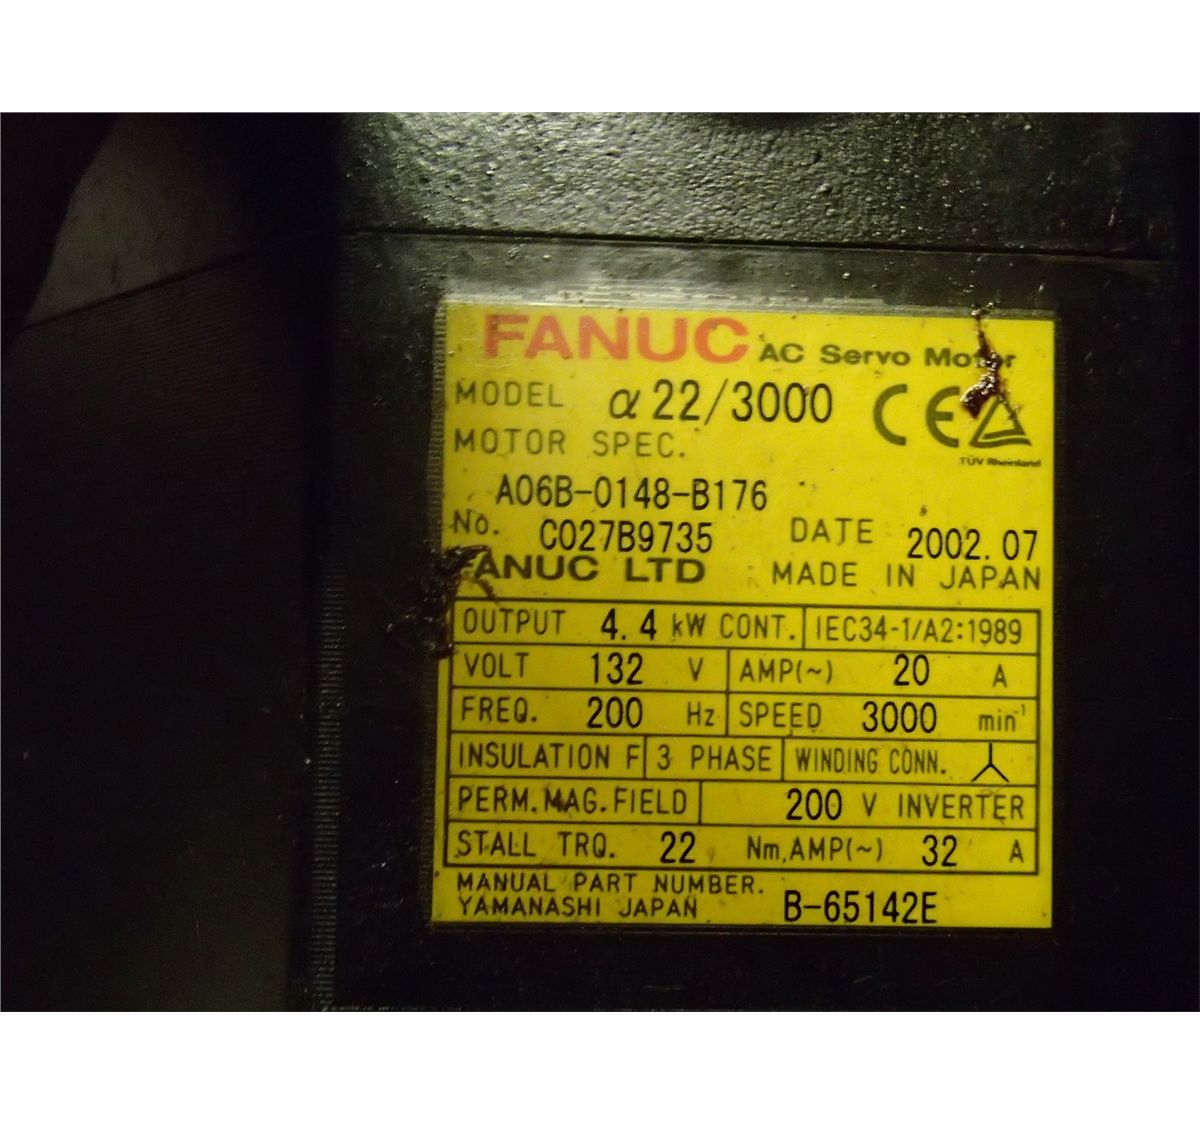 FANUC AC Servo Motor
MODEL α22/3000
CE
TÜV Rheinland
MOTOR SPEC.
A06B-0148-B176
No. C027B9735 DATE 2002.07
FANUC LTD MADE IN JAPAN
OUTPUT 4.4 kW CONT. IEC34-1/A2:1989
VOLT 132 V AMP(~) 20 A
FREQ. 200 Hz SPEED 3000 min⁻¹
INSULATION F 3 PHASE WINDING CONN.
PERM.MAG.FIELD 200 V INVERTER
STALL TRQ. 22 Nm,AMP(~) 32 A
MANUAL PART NUMBER.
YAMANASHI JAPAN B-65142E